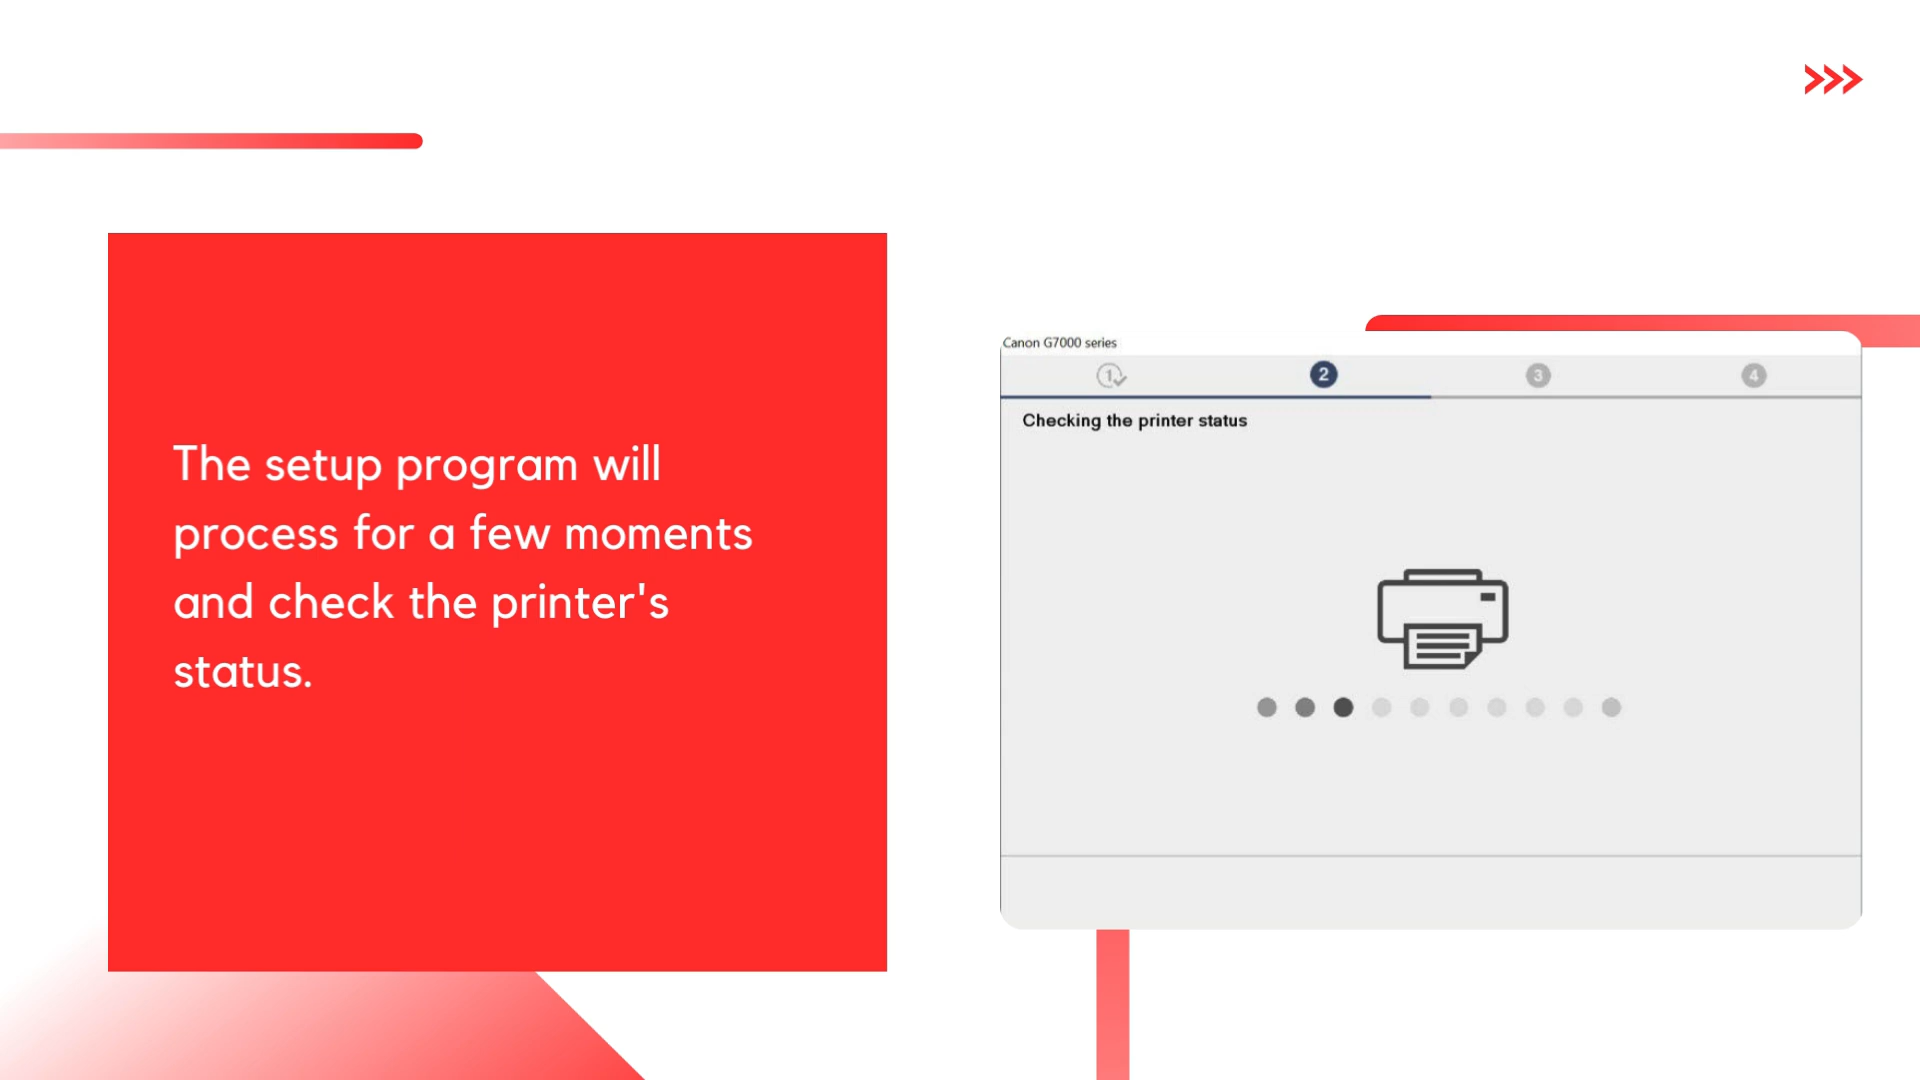 The setup program will
process for a few moments
and check the printer's
status.
Canon G7000 series
1 2 3 4
Checking the printer status